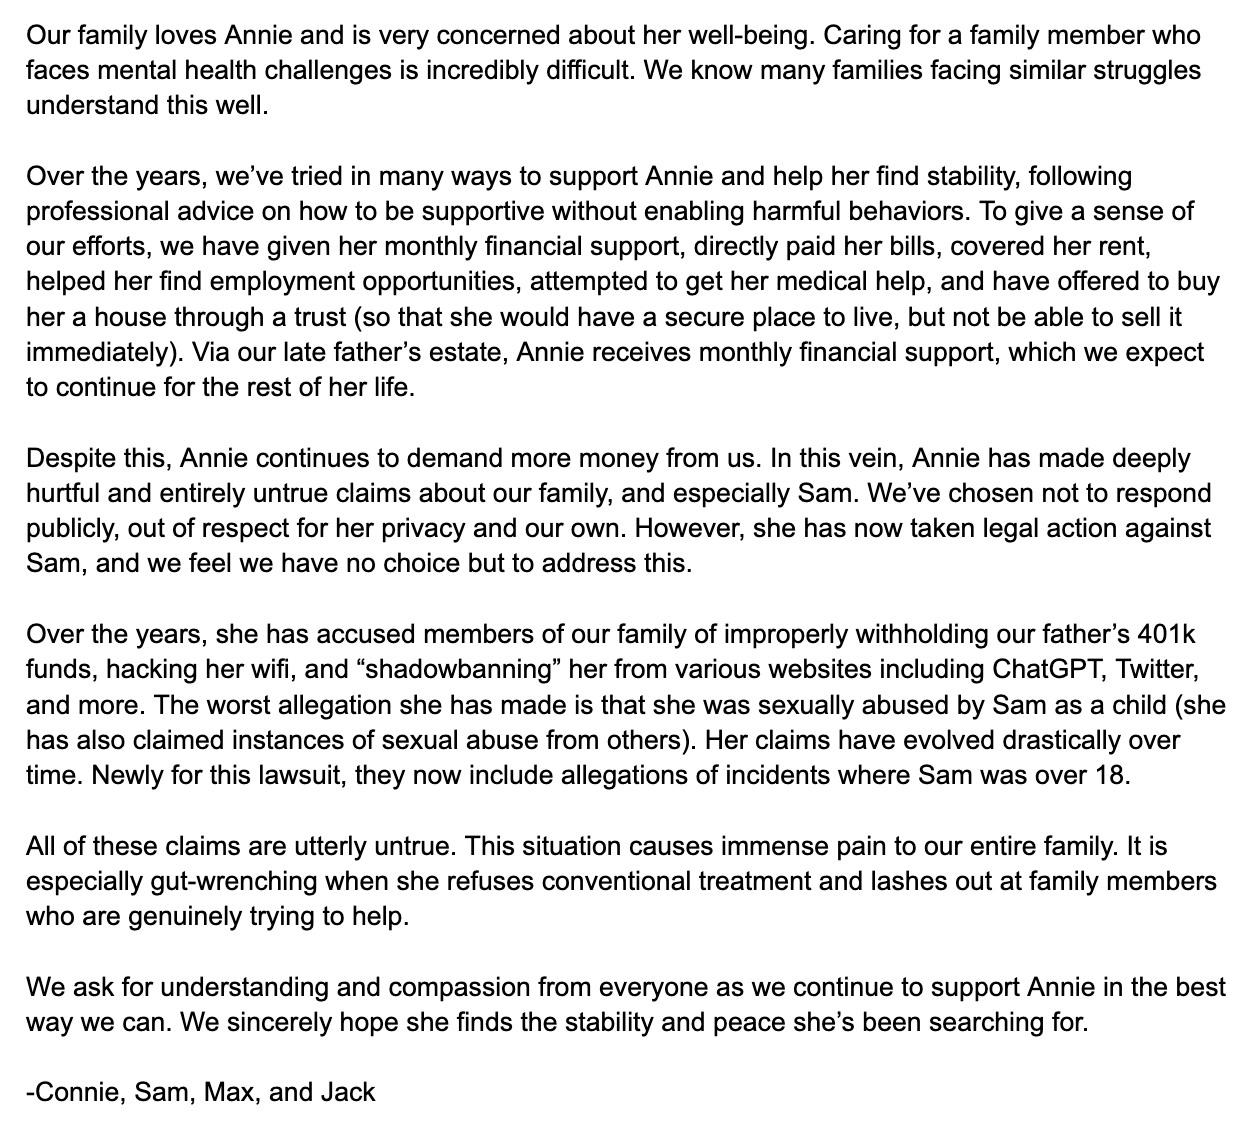 Our family loves Annie and is very concerned about her well-being. Caring for a family member who
faces mental health challenges is incredibly difficult. We know many families facing similar struggles
understand this well.
Over the years, we’ve tried in many ways to support Annie and help her find stability, following
professional advice on how to be supportive without enabling harmful behaviors. To give a sense of
our efforts, we have given her monthly financial support, directly paid her bills, covered her rent,
helped her find employment opportunities, attempted to get her medical help, and have offered to buy
her a house through a trust (so that she would have a secure place to live, but not be able to sell it
immediately). Via our late father’s estate, Annie receives monthly financial support, which we expect
to continue for the rest of her life.
Despite this, Annie continues to demand more money from us. In this vein, Annie has made deeply
hurtful and entirely untrue claims about our family, and especially Sam. We’ve chosen not to respond
publicly, out of respect for her privacy and our own. However, she has now taken legal action against
Sam, and we feel we have no choice but to address this.
Over the years, she has accused members of our family of improperly withholding our father’s 401k
funds, hacking her wifi, and “shadowbanning” her from various websites including ChatGPT, Twitter,
and more. The worst allegation she has made is that she was sexually abused by Sam as a child (she
has also claimed instances of sexual abuse from others). Her claims have evolved drastically over
time. Newly for this lawsuit, they now include allegations of incidents where Sam was over 18.
All of these claims are utterly untrue. This situation causes immense pain to our entire family. It is
especially gut-wrenching when she refuses conventional treatment and lashes out at family members
who are genuinely trying to help.
We ask for understanding and compassion from everyone as we continue to support Annie in the best
way we can. We sincerely hope she finds the stability and peace she’s been searching for.
-Connie, Sam, Max, and Jack